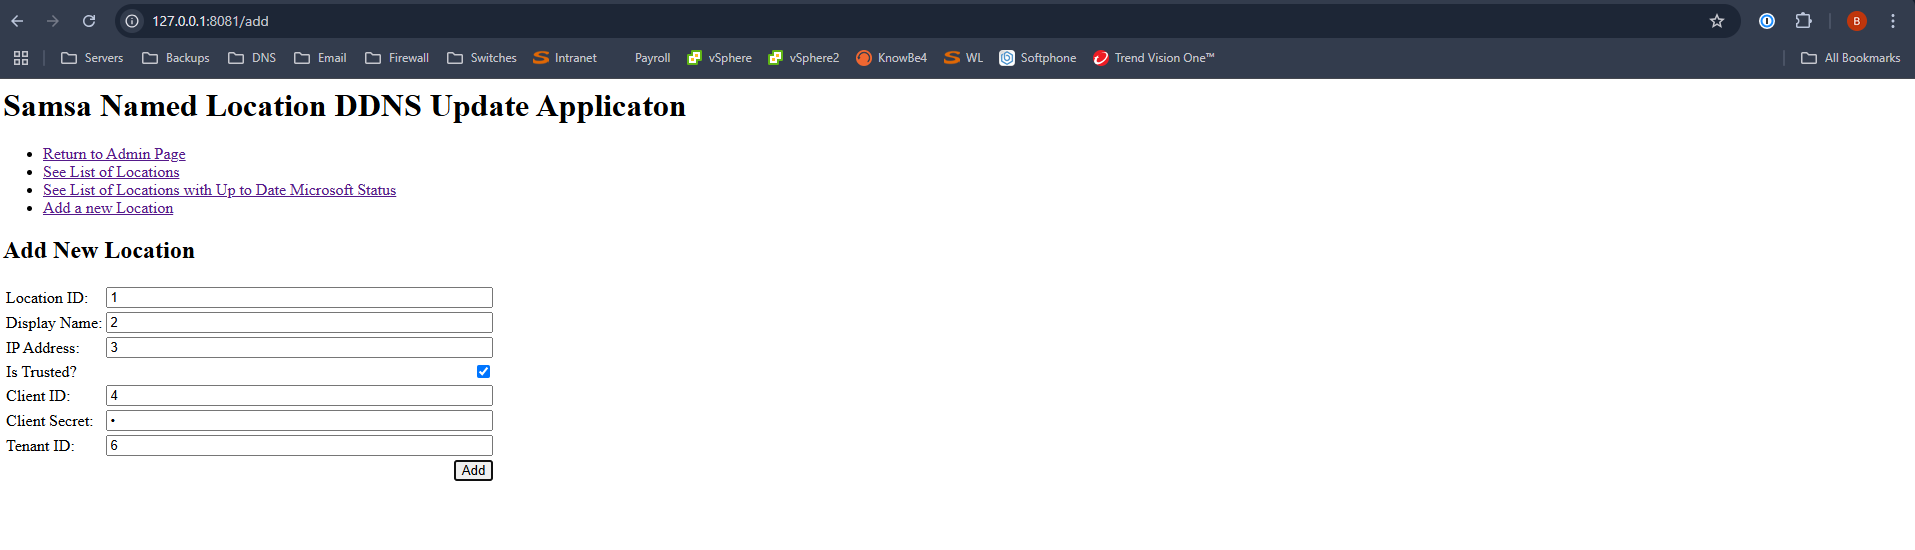 127.0.0.1:8081/add
B
Servers Backups DNS Email Firewall Switches Intranet Payroll vSphere vSphere2 KnowBe4 WL Softphone Trend Vision One™ All Bookmarks
Samsa Named Location DDNS Update Applicaton
Return to Admin Page
See List of Locations
See List of Locations with Up to Date Microsoft Status
Add a new Location
Add New Location
Location ID: 1
Display Name: 2
IP Address: 3
Is Trusted?
Client ID: 4
Client Secret: •
Tenant ID: 6
Add